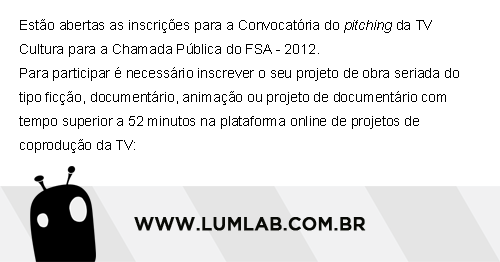 Estão abertas as inscrições para a Convocatória do pitching da TV
Cultura para a Chamada Pública do FSA - 2012.
Para participar é necessário inscrever o seu projeto de obra seriada do
tipo ficção, documentário, animação ou projeto de documentário com
tempo superior a 52 minutos na plataforma online de projetos de
coprodução da TV:
WWW.LUMLAB.COM.BR